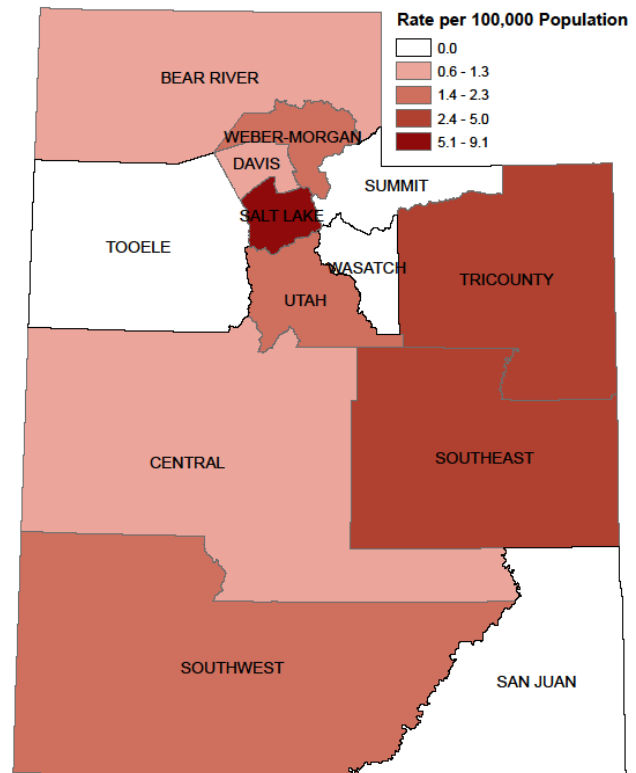 Rate per 100,000 Population
0.0
0.6 - 1.3
1.4 - 2.3
2.4 - 5.0
5.1 - 9.1
BEAR RIVER
WEBER-MORGAN
DAVIS
SUMMIT
SALT LAKE
TOOELE
WASATCH
TRICOUNTY
UTAH
CENTRAL
SOUTHEAST
SOUTHWEST
SAN JUAN